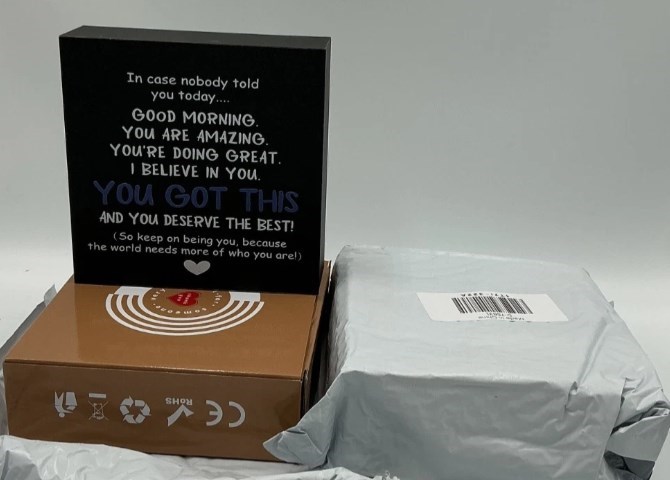 In case nobody told
you today....
GOOD MORNING.
YOU ARE AMAZING.
YOU'RE DOING GREAT.
I BELIEVE IN YOU.
YOU GOT THIS
AND YOU DESERVE THE BEST!
(So keep on being you, because
the world needs more of who you are!)
RoHS
CE